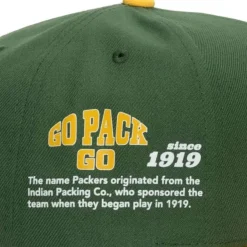 GO PACK
GO
since
1919
The name Packers originated from the
Indian Packing Co., who sponsored the
team when they began play in 1919.